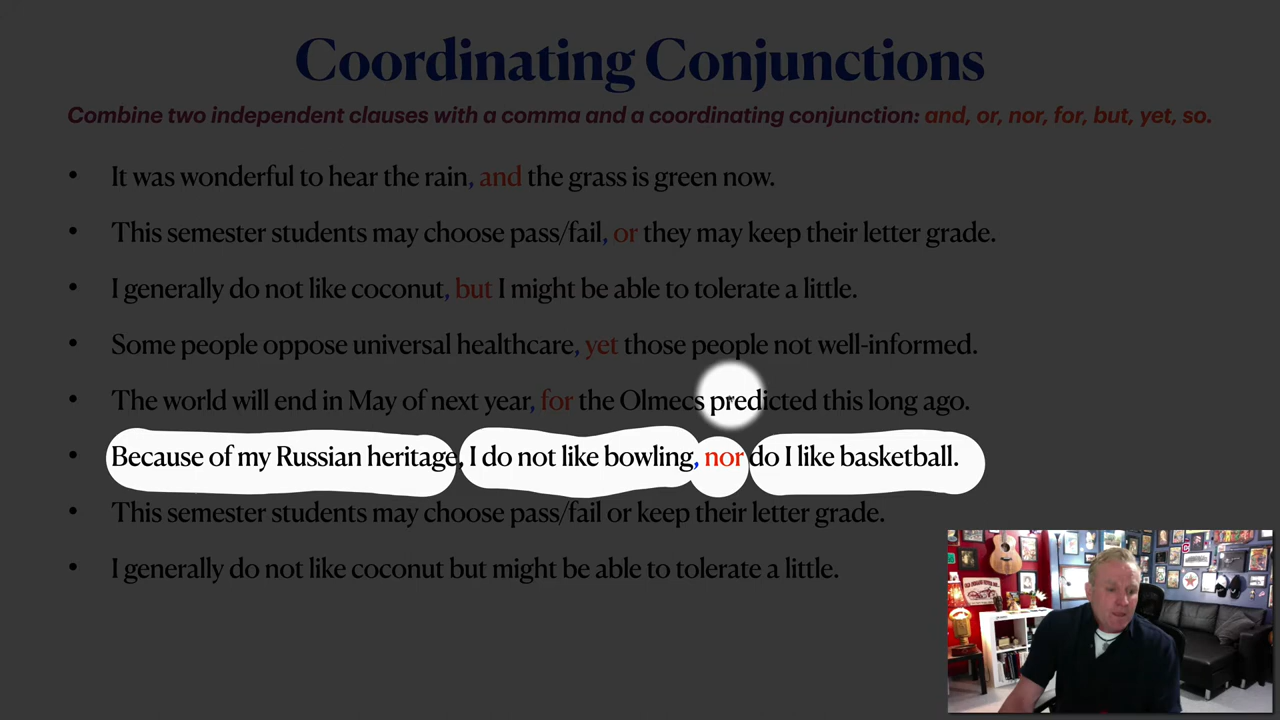 Coordinating Conjunctions
Combine two independent clauses with a comma and a coordinating conjunction: and, or, nor, for, but, yet, so.
• It was wonderful to hear the rain, and the grass is green now.
• This semester students may choose pass/fail, or they may keep their letter grade.
• I generally do not like coconut, but I might be able to tolerate a little.
• Some people oppose universal healthcare, yet those people not well-informed.
• The world will end in May of next year, for the Olmecs predicted this long ago.
• Because of my Russian heritage, I do not like bowling, nor do I like basketball.
• This semester students may choose pass/fail or keep their letter grade.
• I generally do not like coconut but might be able to tolerate a little.